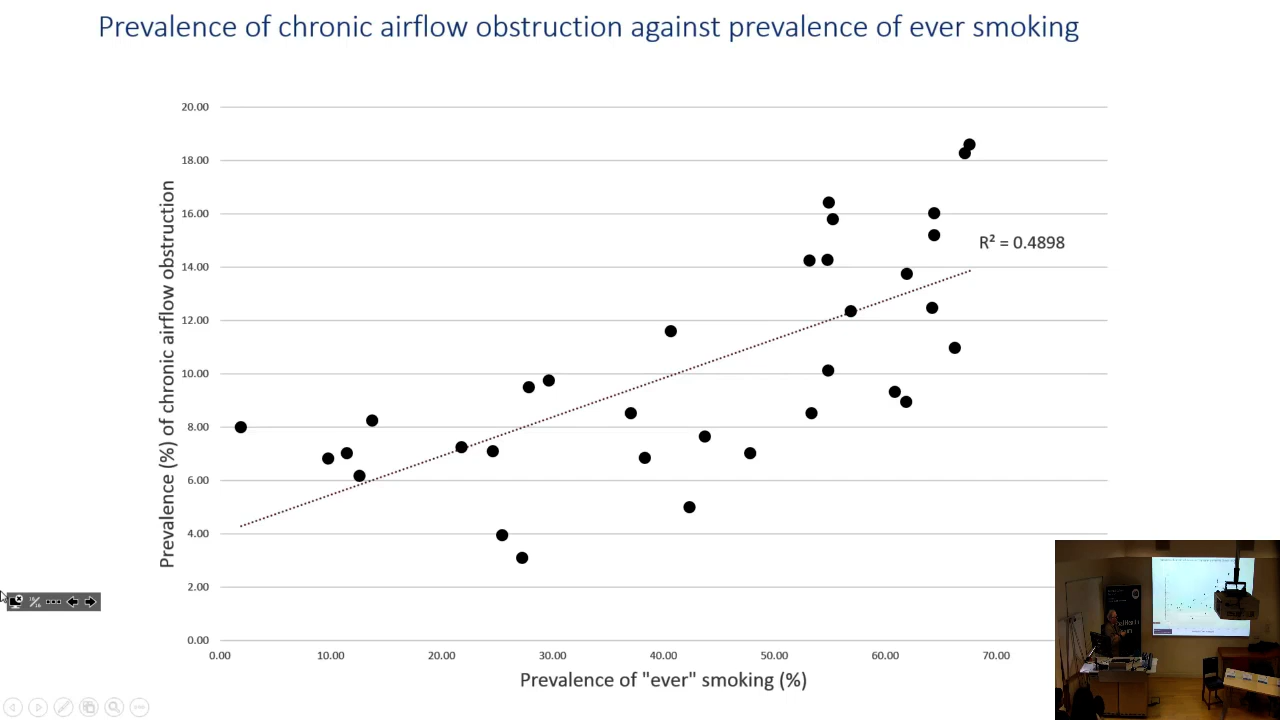 Prevalence of chronic airflow obstruction against prevalence of ever smoking
Prevalence (%) of chronic airflow obstruction
20.00
18.00
16.00
14.00
12.00
10.00
8.00
6.00
4.00
2.00
0.00
R² = 0.4898
0.00 10.00 20.00 30.00 40.00 50.00 60.00 70.00
Prevalence of "ever" smoking (%)